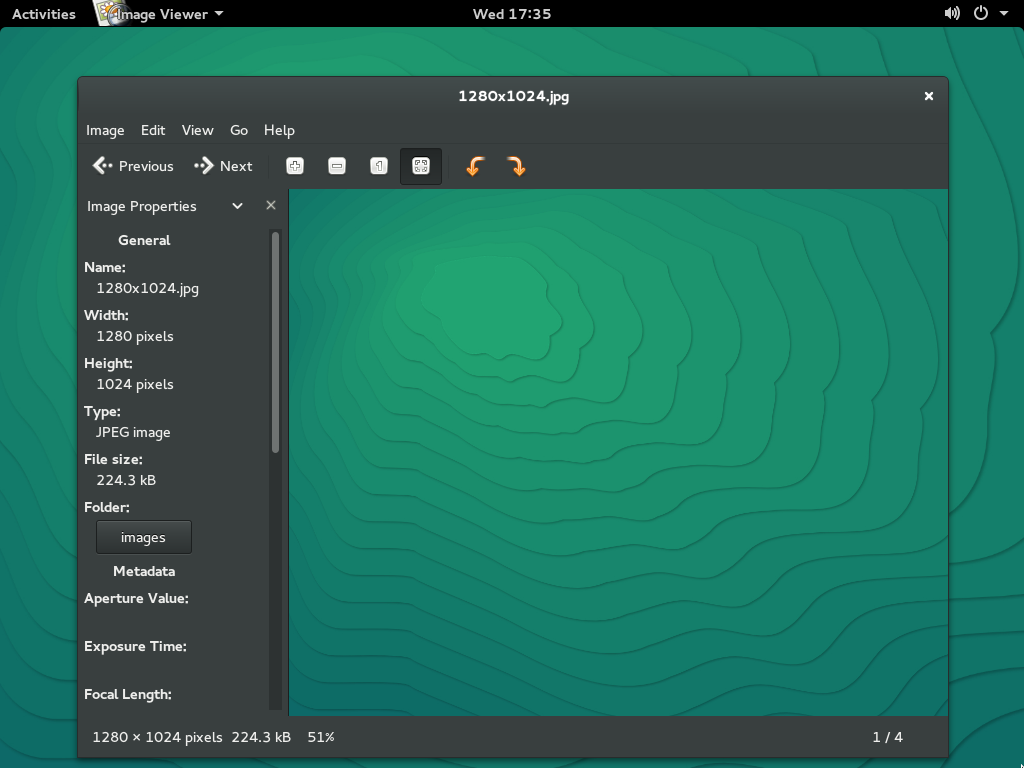 Activities Image Viewer Wed 17:35
1280x1024.jpg
Image Edit View Go Help
Previous Next 1
Image Properties
General
Name:
1280x1024.jpg
Width:
1280 pixels
Height:
1024 pixels
Type:
JPEG image
File size:
224.3 kB
Folder:
images
Metadata
Aperture Value:
Exposure Time:
Focal Length:
1280 × 1024 pixels 224.3 kB 51% 1 / 4